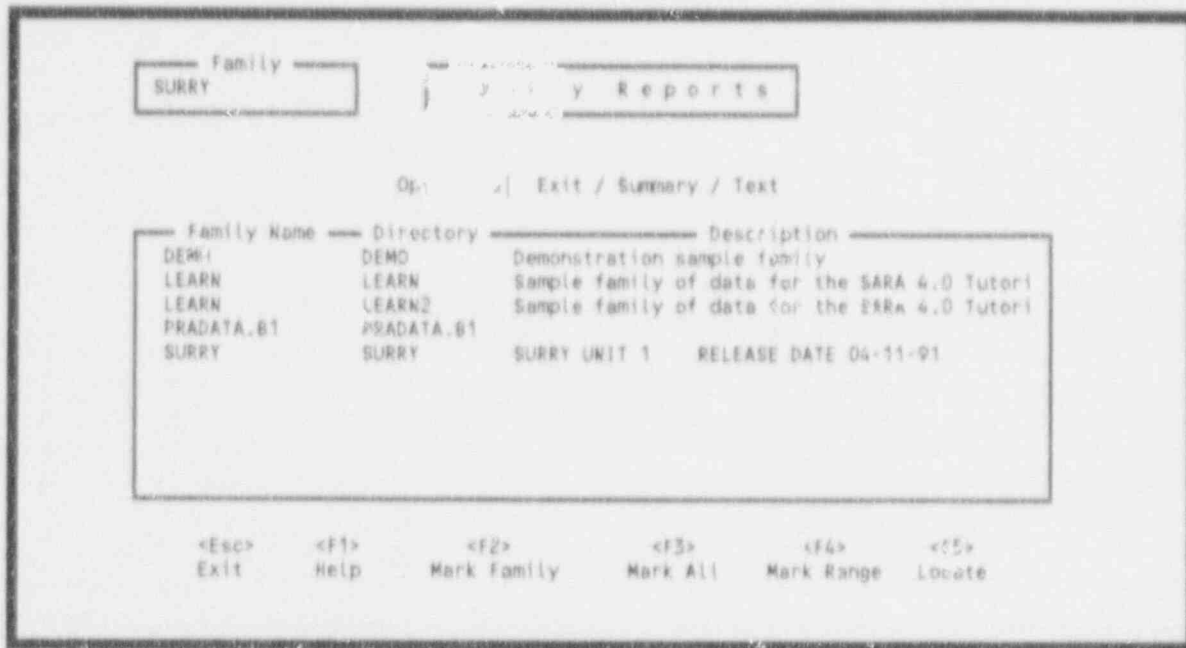 Family
SURRY
y Reports
Exit / Summary / Text
Family Name Directory Description
DEMO Demonstration sample family
LEARN LEARN Sample family of data for the SARA 4.0 Tutori
LEARN LEARN2 Sample family of data for the SARA 4.0 Tutori
PRADATA.B1 PRADATA.B1
SURRY SURRY SURRY UNIT 1 RELEASE DATE 04-11-91
<Esc> <F1> <F2> <F3> <F4> <F5>
Exit Help Mark Family Mark All Mark Range Locate